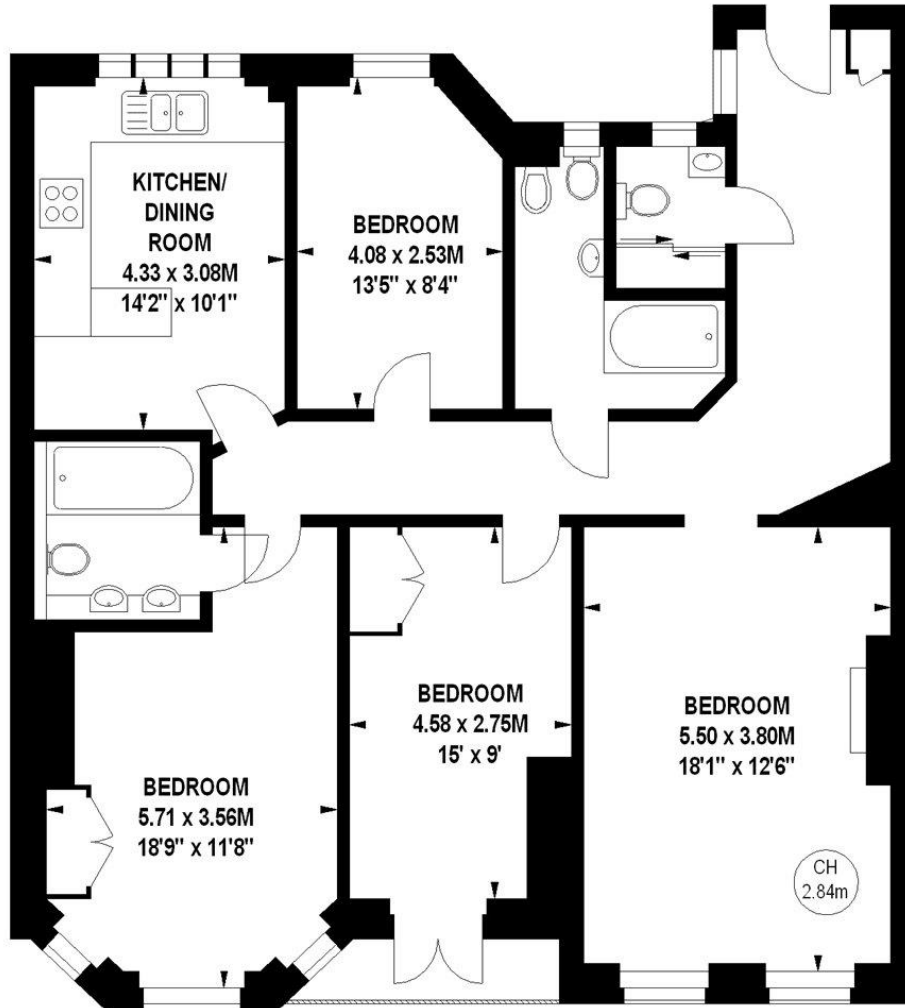 KITCHEN/
DINING
ROOM
4.33 x 3.08M
14'2" x 10'1"
BEDROOM
4.08 x 2.53M
13'5" x 8'4"
BEDROOM
5.71 x 3.56M
18'9" x 11'8"
BEDROOM
4.58 x 2.75M
15' x 9'
BEDROOM
5.50 x 3.80M
18'1" x 12'6"
CH
2.84m